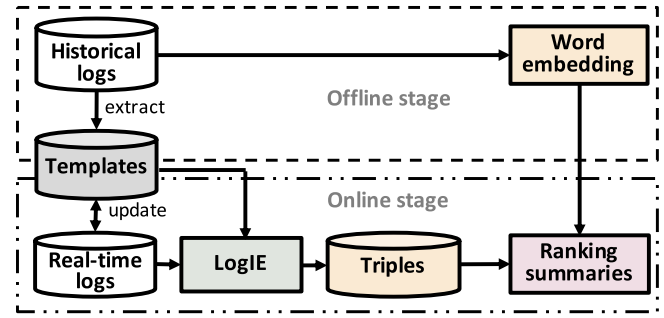 Historical
logs
Word
embedding
extract
Offline stage
Templates
Online stage
update
Real-time
logs
LogIE
Triples
Ranking
summaries